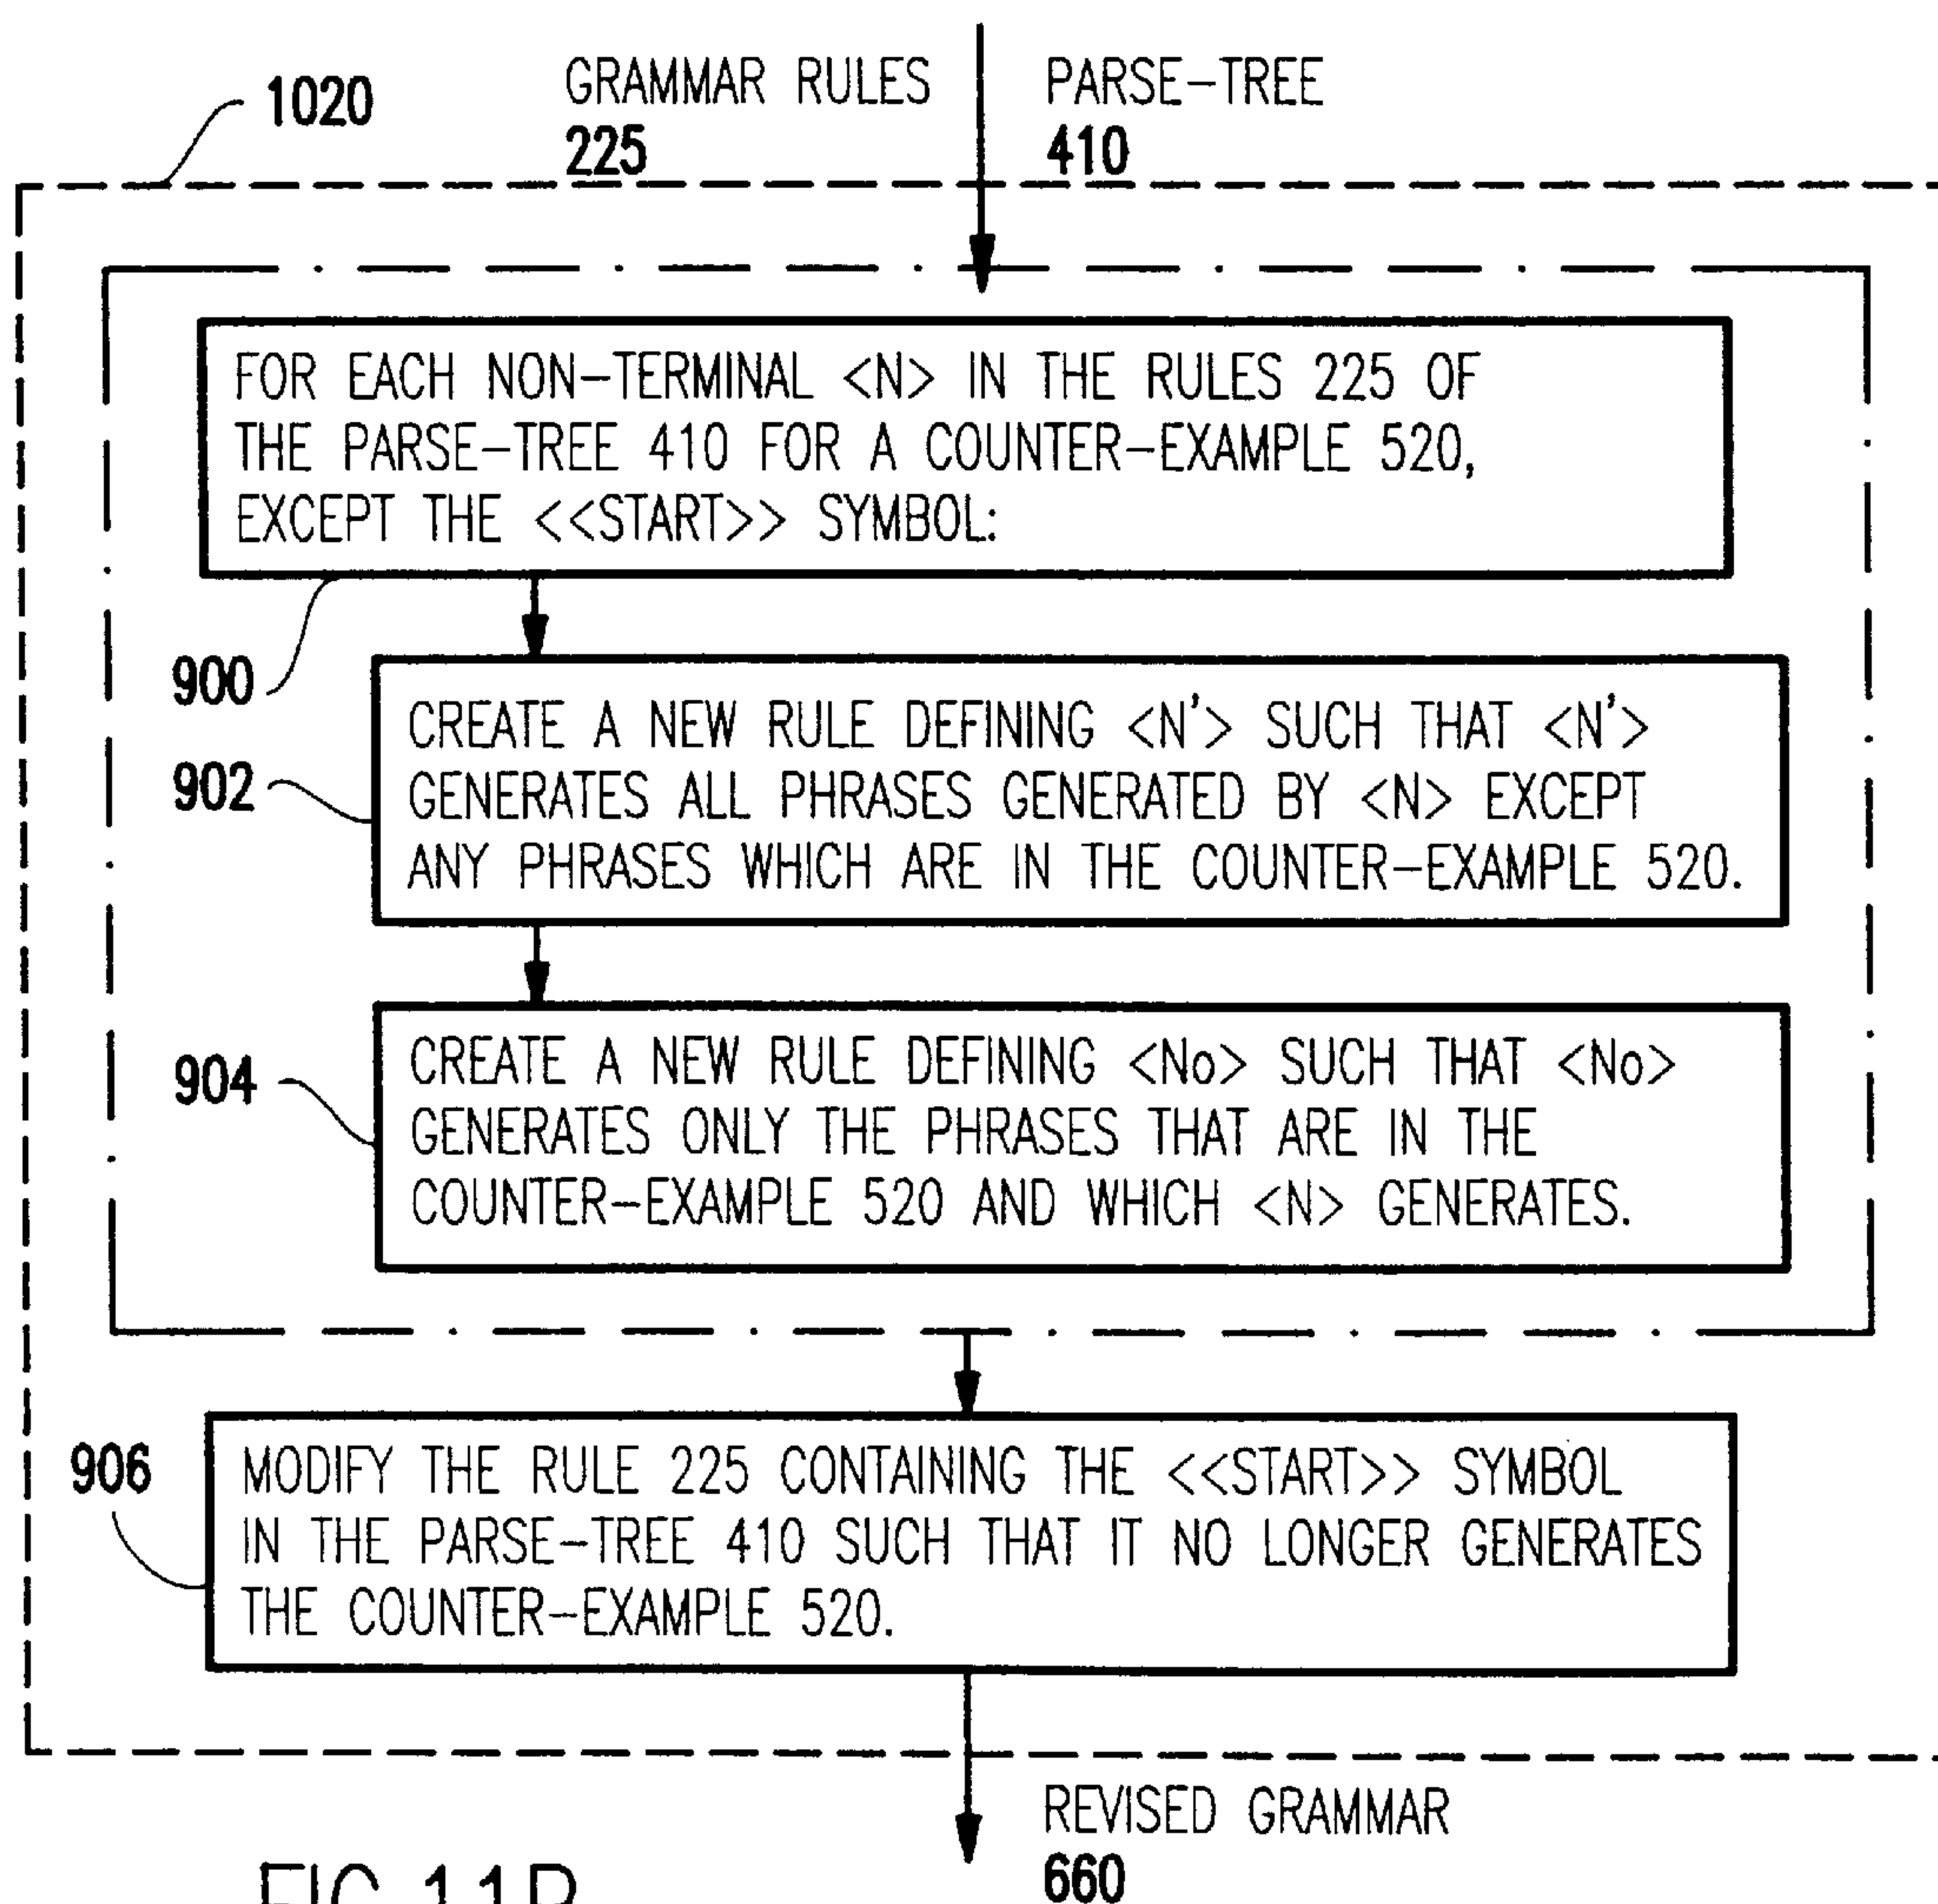 1020
GRAMMAR RULES
225
PARSE-TREE
410
FOR EACH NON-TERMINAL <N> IN THE RULES 225 OF
THE PARSE-TREE 410 FOR A COUNTER-EXAMPLE 520,
EXCEPT THE <<START>> SYMBOL:
900
CREATE A NEW RULE DEFINING <N'> SUCH THAT <N'>
GENERATES ALL PHRASES GENERATED BY <N> EXCEPT
ANY PHRASES WHICH ARE IN THE COUNTER-EXAMPLE 520.
902
CREATE A NEW RULE DEFINING <No> SUCH THAT <No>
GENERATES ONLY THE PHRASES THAT ARE IN THE
COUNTER-EXAMPLE 520 AND WHICH <N> GENERATES.
904
MODIFY THE RULE 225 CONTAINING THE <<START>> SYMBOL
IN THE PARSE-TREE 410 SUCH THAT IT NO LONGER GENERATES
THE COUNTER-EXAMPLE 520.
906
REVISED GRAMMAR
660